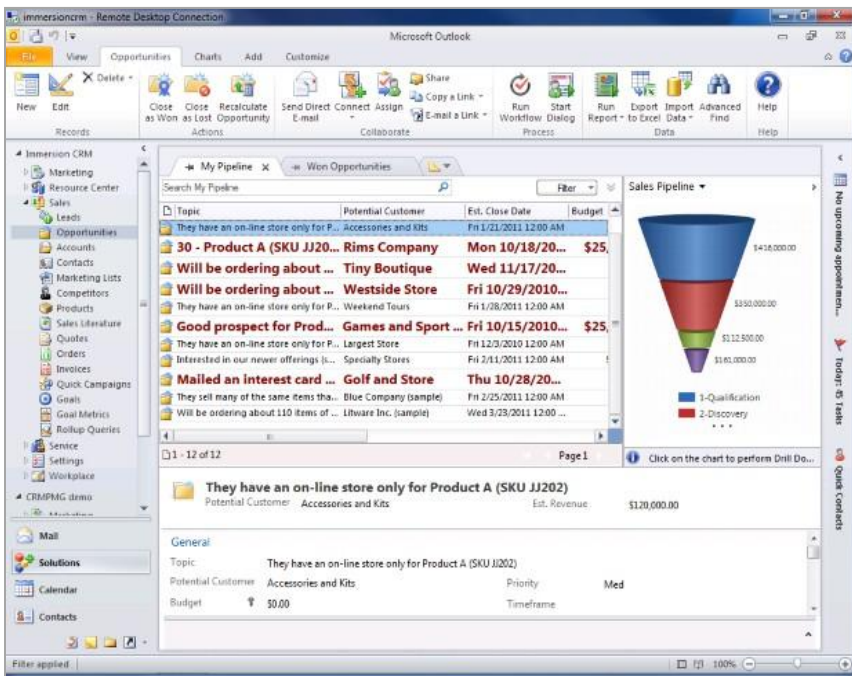 immersioncrm - Remote Desktop Connection
Microsoft Outlook
File View Opportunities Charts Add Customize
New Edit Delete
Close as Won Close as Lost Recalculate Opportunity
Send Direct E-mail Connect Assign Share Copy a Link E-mail a Link
Run Workflow Start Dialog
Run Report Export to Excel Import Data Advanced Find
Help
Records Actions Collaborate Process Data Help
Immersion CRM
Marketing
Resource Center
Sales
Leads
Opportunities
Accounts
Contacts
Marketing Lists
Competitors
Products
Sales Literature
Quotes
Orders
Invoices
Quick Campaigns
Goals
Goal Metrics
Rollup Queries
Service
Settings
Workplace
CRMPMG demo
Mail
Solutions
Calendar
Contacts
My Pipeline x Won Opportunities
Search My Pipeline Filter
Topic Potential Customer Est. Close Date Budget
They have an on-line store only for P... Accessories and Kits Fri 1/21/2011 12:00 AM
30 - Product A (SKU JJ20... Rims Company Mon 10/18/20... $25,
Will be ordering about ... Tiny Boutique Wed 11/17/20...
Will be ordering about ... Westside Store Fri 10/29/2010...
They have an on-line store only for P... Weekend Tours Fri 1/28/2011 12:00 AM
Good prospect for Prod... Games and Sport ... Fri 10/15/2010... $25,
They have an on-line store only for P... Largest Store Fri 12/3/2010 12:00 AM
Interested in our newer offerings (s... Specialty Stores Fri 2/11/2011 12:00 AM
Mailed an interest card ... Golf and Store Thu 10/28/20...
They sell many of the same items tha... Blue Company (sample) Fri 2/25/2011 12:00 AM
Will be ordering about 110 items of ... Litware Inc. (sample) Wed 3/23/2011 12:00 ...
1 - 12 of 12 Page 1
Sales Pipeline
$418,000.00
$350,000.00
$112,500.00
$161,000.00
1-Qualification
2-Discovery
Click on the chart to perform Drill Do...
They have an on-line store only for Product A (SKU JJ202)
Potential Customer Accessories and Kits Est. Revenue $120,000.00
General
Topic They have an on-line store only for Product A (SKU JJ202)
Potential Customer Accessories and Kits Priority Med
Budget $0.00 Timeframe
No upcoming appointmen...
Today: 45 Tasks
Quick Contacts
Filter applied 100%